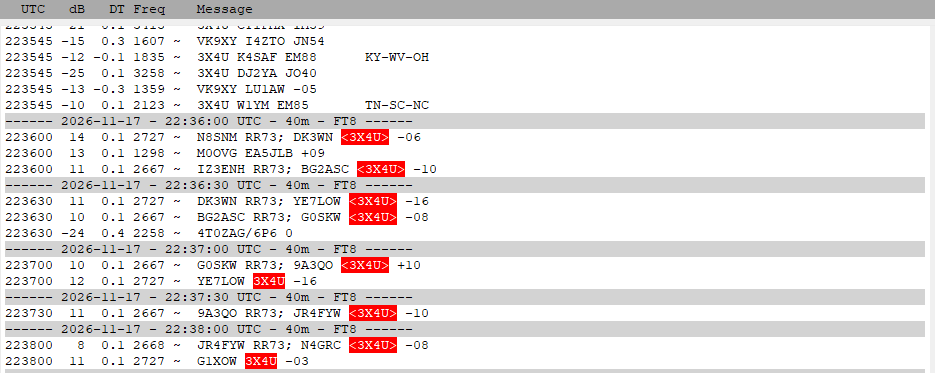 UTC dB DT Freq Message
223545 -15 0.3 1607 ~ VK9XY I4ZTO JN54
223545 -12 -0.1 1835 ~ 3X4U K4SAF EM88 KY-WV-OH
223545 -25 0.1 3258 ~ 3X4U DJ2YA JO40
223545 -13 -0.3 1359 ~ VK9XY LU1AW -05
223545 -10 0.1 2123 ~ 3X4U W1YM EM85 TN-SC-NC
------ 2026-11-17 - 22:36:00 UTC - 40m - FT8 ------
223600 14 0.1 2727 ~ N8SNM RR73; DK3WN <3X4U> -06
223600 13 0.1 1298 ~ M0OVG EA5JLB +09
223600 11 0.1 2667 ~ IZ3ENH RR73; BG2ASC <3X4U> -10
------ 2026-11-17 - 22:36:30 UTC - 40m - FT8 ------
223630 11 0.1 2727 ~ DK3WN RR73; YE7LOW <3X4U> -16
223630 10 0.1 2667 ~ BG2ASC RR73; G0SKW <3X4U> -08
223630 -24 0.4 2258 ~ 4T0ZAG/6P6 0
------ 2026-11-17 - 22:37:00 UTC - 40m - FT8 ------
223700 10 0.1 2667 ~ G0SKW RR73; 9A3QO <3X4U> +10
223700 12 0.1 2727 ~ YE7LOW 3X4U -16
------ 2026-11-17 - 22:37:30 UTC - 40m - FT8 ------
223730 11 0.1 2667 ~ 9A3QO RR73; JR4FYW <3X4U> -10
------ 2026-11-17 - 22:38:00 UTC - 40m - FT8 ------
223800 8 0.1 2668 ~ JR4FYW RR73; N4GRC <3X4U> -08
223800 11 0.1 2727 ~ G1XOW 3X4U -03